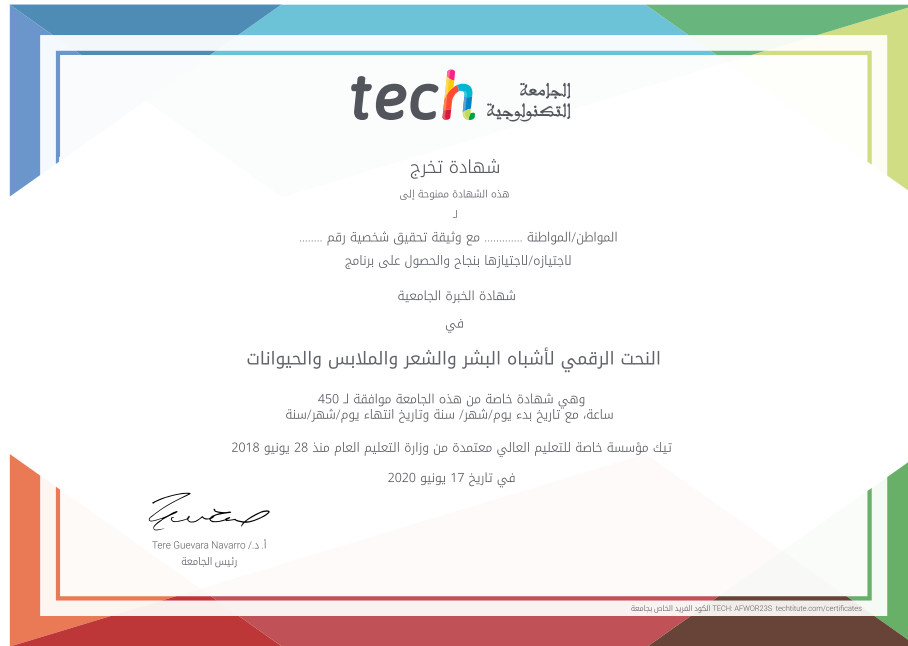 tech الجامعة
التكنولوجية
شهادة تخرج
هذه الشهادة ممنوحة إلى
لـ
المواطن/المواطنة ............ مع وثيقة تحقيق شخصية رقم ........
لاجتيازه/لاجتيازها بنجاح والحصول على برنامج
شهادة الخبرة الجامعية
في
النحت الرقمي لأشباه البشر والشعر والملابس والحيوانات
وهي شهادة خاصة من هذه الجامعة موافقة لـ 450
ساعة، مع تاريخ بدء يوم/شهر/ سنة وتاريخ انتهاء يوم/شهر/سنة
تيك مؤسسة خاصة للتعليم العالي معتمدة من وزارة التعليم العام منذ 28 يونيو 2018
في تاريخ 17 يونيو 2020
أ. د./ Tere Guevara Navarro
رئيس الجامعة
الكود الفريد الخاص بجامعة TECH: AFWOR23S techtitute.com/certificates